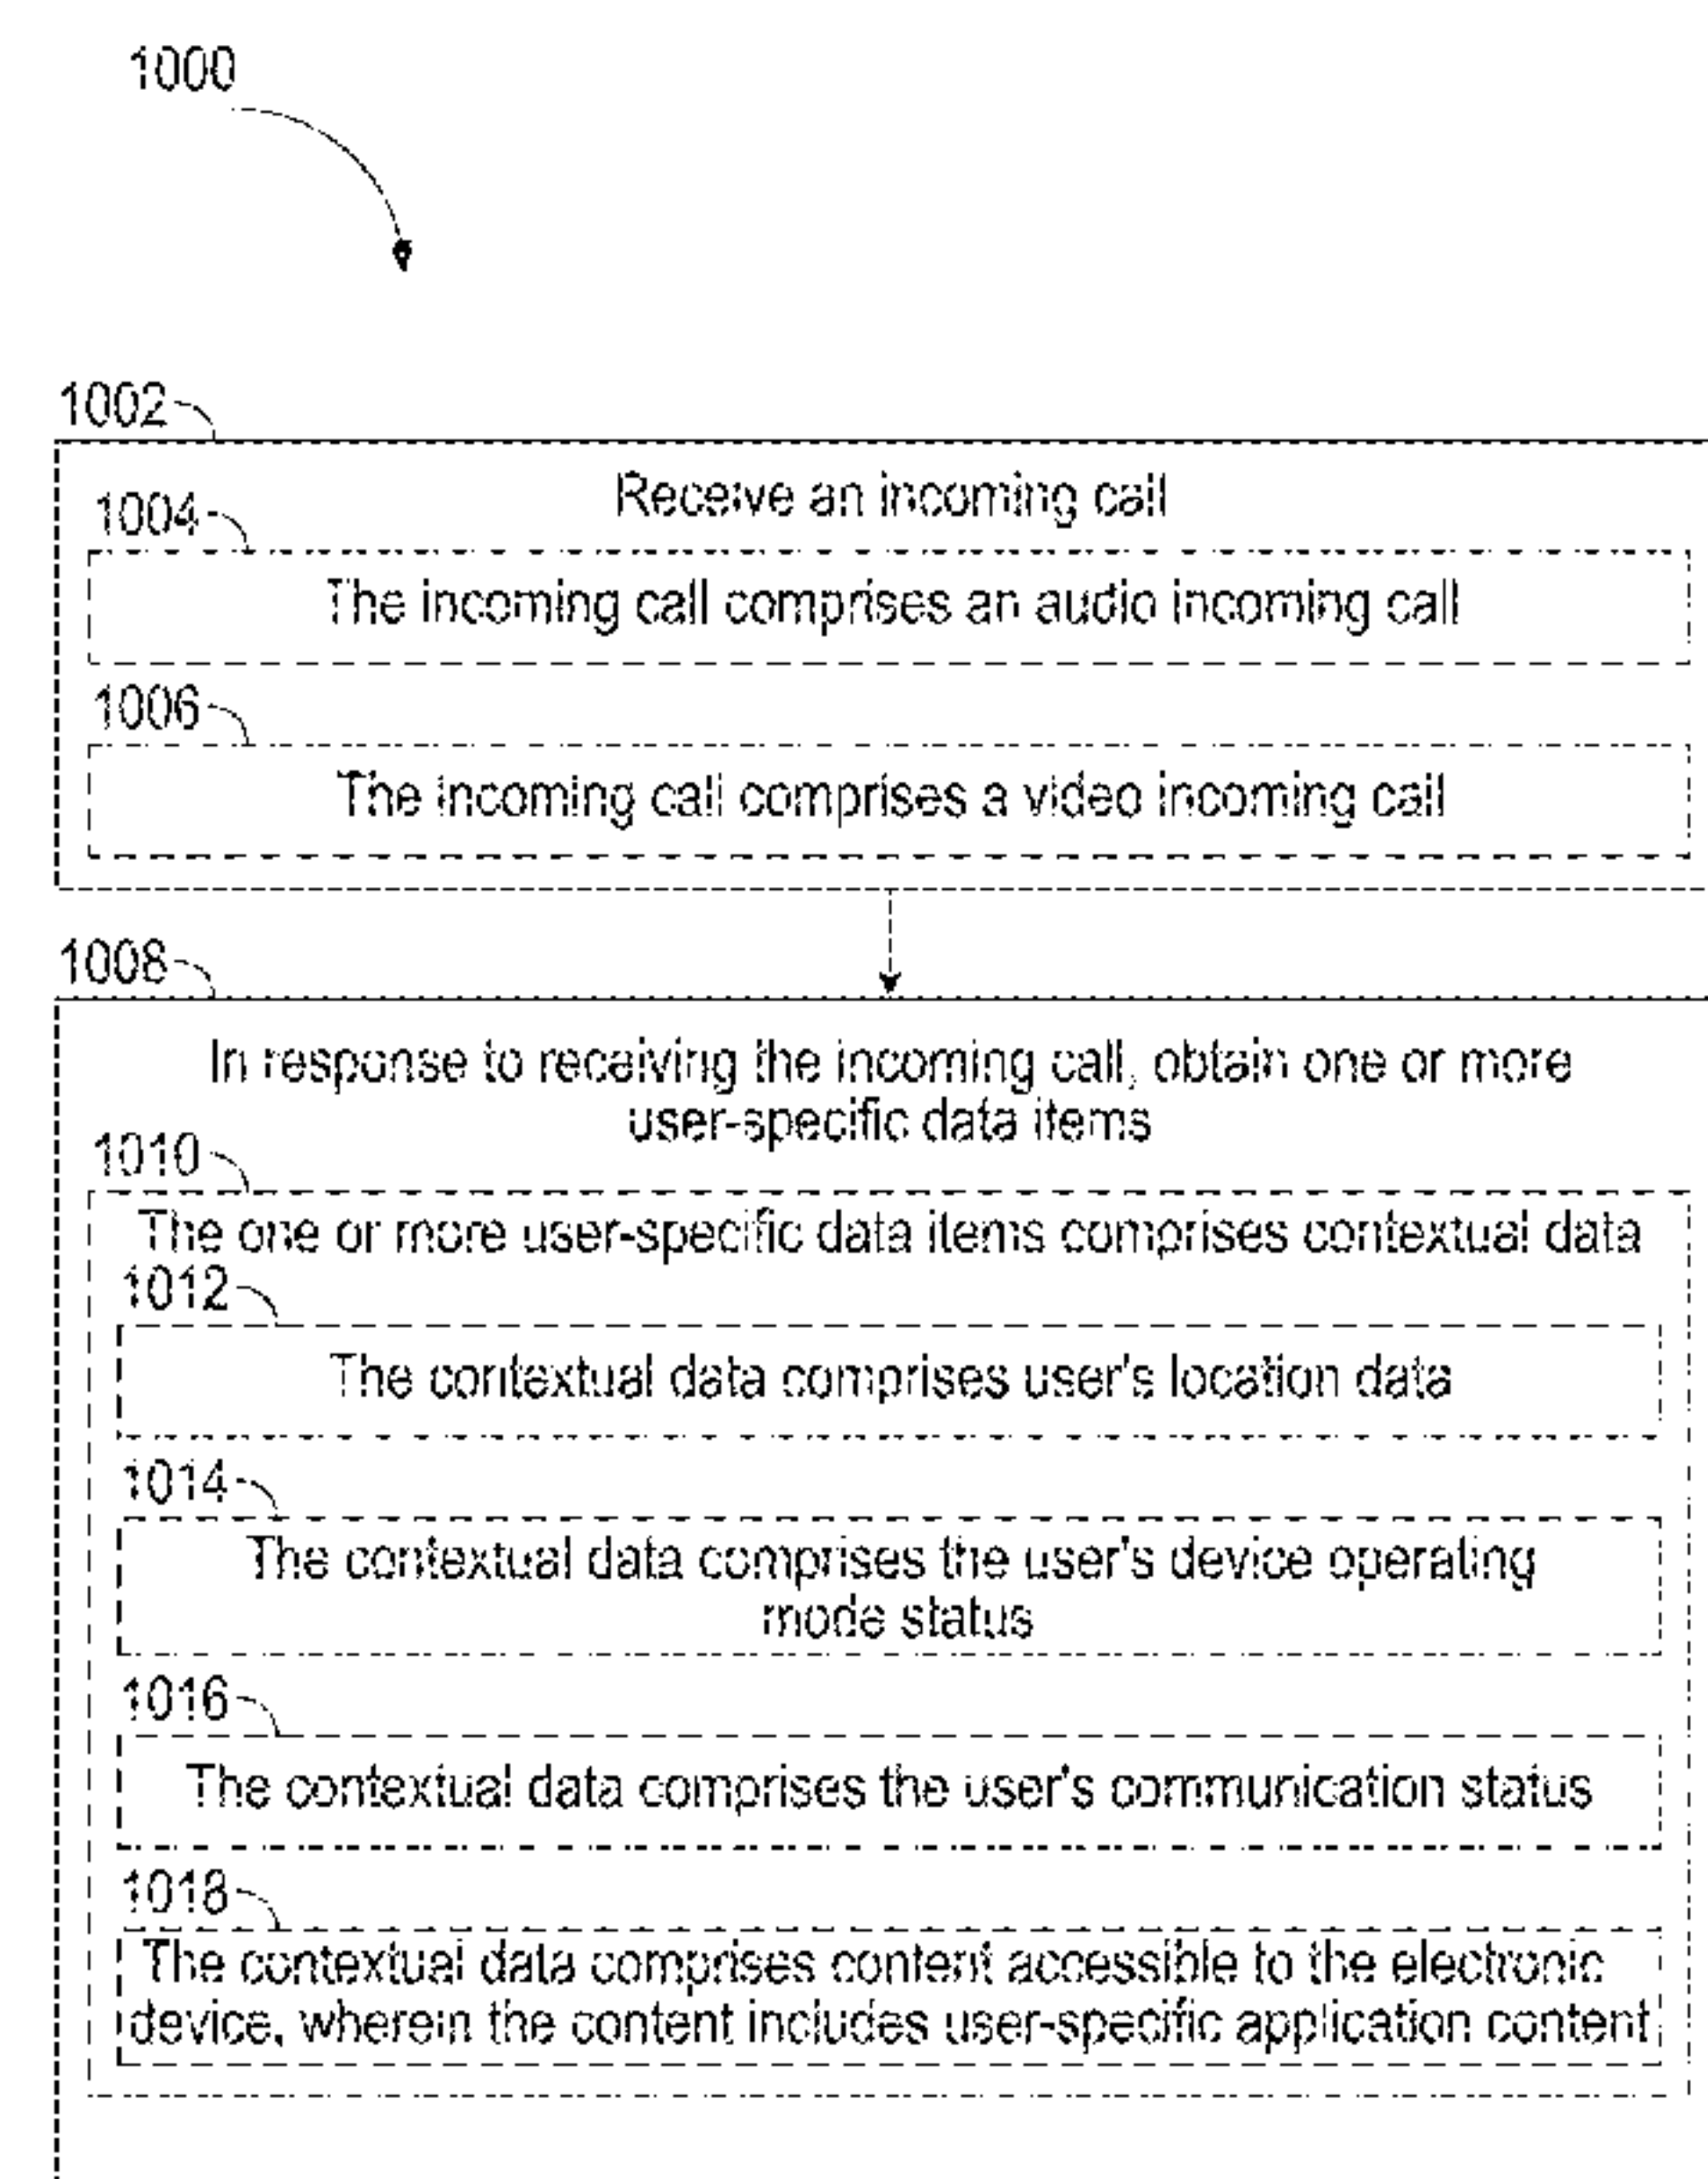 1000
1002
Receive an incoming call
1004
The incoming call comprises an audio incoming call
1006
The incoming call comprises a video incoming call
1008
In response to receiving the incoming call, obtain one or more
user-specific data items
1010
The one or more user-specific data items comprises contextual data
1012
The contextual data comprises user's location data
1014
The contextual data comprises the user's device operating
mode status
1016
The contextual data comprises the user's communication status
1018
The contextual data comprises content accessible to the electronic
device, wherein the content includes user-specific application content